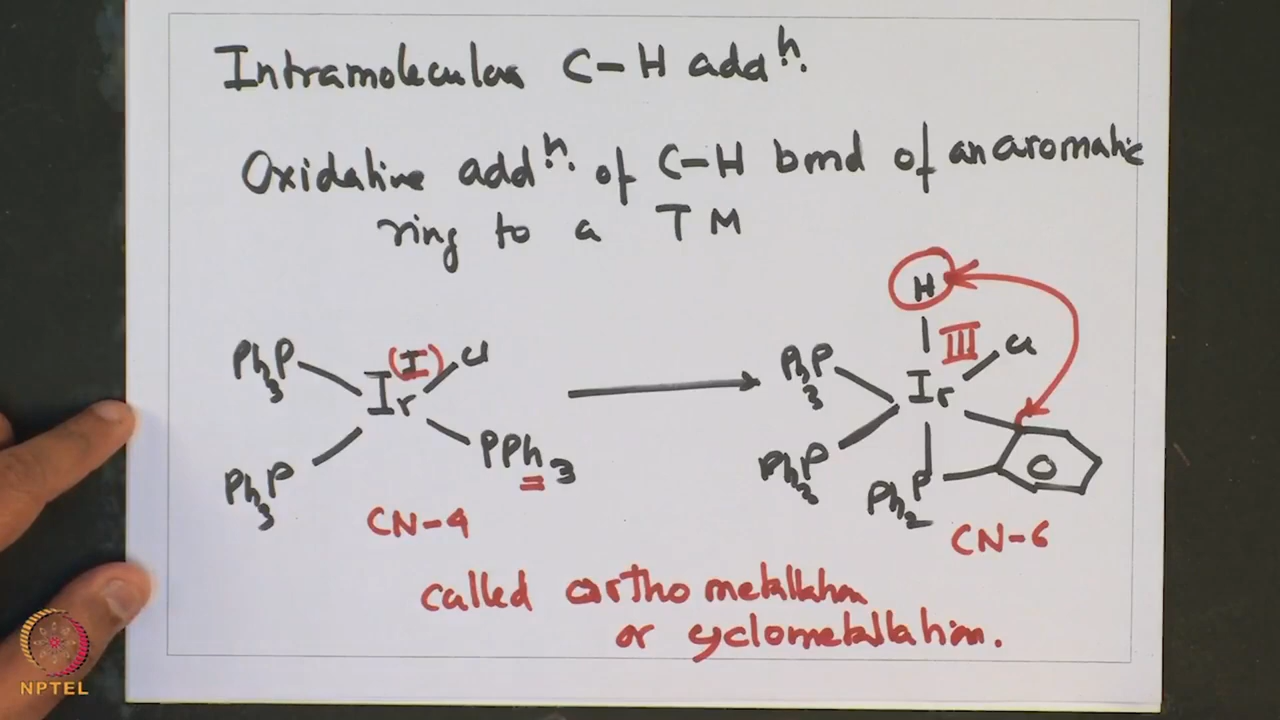 Intramolecular C-H addⁿ.
Oxidative addⁿ. of C-H bond of an aromatic
ring to a TM
H
Ph₃P (I) Cl
Ir
Ph₃P PPh₃
CN-4
Ph₃P III Cl
Ir
Ph₃P Ph₂P
CN-6
called ortho metallation
or cyclometallation.
NPTEL